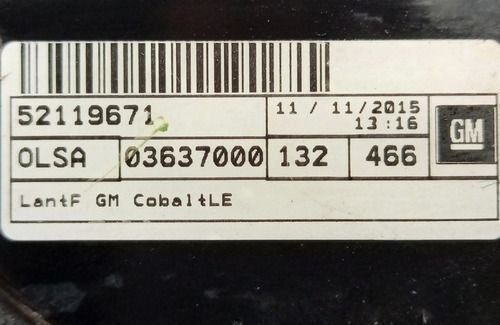 52119671 11 / 11/2015
13:16
OLSA 03637000 132 466 GM
LantF GM CobaltLE